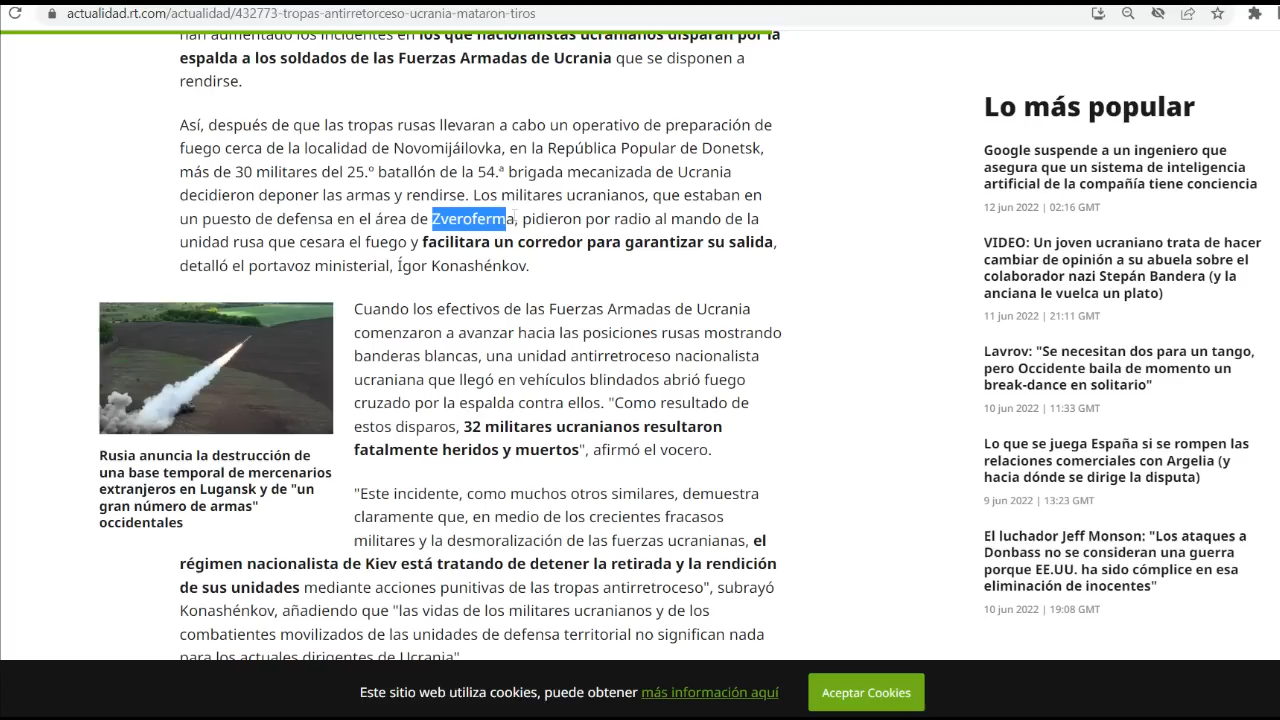 actualidad.rt.com/actualidad/432773-tropas-antirretorceso-ucrania-mataron-tiros
han aumentado los incidentes en los que nacionalistas ucranianos disparan por la
espalda a los soldados de las Fuerzas Armadas de Ucrania que se disponen a
rendirse.
Así, después de que las tropas rusas llevaran a cabo un operativo de preparación de
fuego cerca de la localidad de Novomijáilovka, en la República Popular de Donetsk,
más de 30 militares del 25.º batallón de la 54.ª brigada mecanizada de Ucrania
decidieron deponer las armas y rendirse. Los militares ucranianos, que estaban en
un puesto de defensa en el área de Zveroferma, pidieron por radio al mando de la
unidad rusa que cesara el fuego y facilitara un corredor para garantizar su salida,
detalló el portavoz ministerial, Ígor Konashénkov.
Cuando los efectivos de las Fuerzas Armadas de Ucrania
comenzaron a avanzar hacia las posiciones rusas mostrando
banderas blancas, una unidad antirretroceso nacionalista
ucraniana que llegó en vehículos blindados abrió fuego
cruzado por la espalda contra ellos. "Como resultado de
estos disparos, 32 militares ucranianos resultaron
fatalmente heridos y muertos", afirmó el vocero.
Rusia anuncia la destrucción de
una base temporal de mercenarios
extranjeros en Lugansk y de "un
gran número de armas"
occidentales
"Este incidente, como muchos otros similares, demuestra
claramente que, en medio de los crecientes fracasos
militares y la desmoralización de las fuerzas ucranianas, el
régimen nacionalista de Kiev está tratando de detener la retirada y la rendición
de sus unidades mediante acciones punitivas de las tropas antirretroceso", subrayó
Konashénkov, añadiendo que "las vidas de los militares ucranianos y de los
combatientes movilizados de las unidades de defensa territorial no significan nada
para los actuales dirigentes de Ucrania".
Lo más popular
Google suspende a un ingeniero que
asegura que un sistema de inteligencia
artificial de la compañía tiene conciencia
12 jun 2022 | 02:16 GMT
VIDEO: Un joven ucraniano trata de hacer
cambiar de opinión a su abuela sobre el
colaborador nazi Stepán Bandera (y la
anciana le vuelca un plato)
11 jun 2022 | 21:11 GMT
Lavrov: "Se necesitan dos para un tango,
pero Occidente baila de momento un
break-dance en solitario"
10 jun 2022 | 11:33 GMT
Lo que se juega España si se rompen las
relaciones comerciales con Argelia (y
hacia dónde se dirige la disputa)
9 jun 2022 | 13:23 GMT
El luchador Jeff Monson: "Los ataques a
Donbass no se consideran una guerra
porque EE.UU. ha sido cómplice en esa
eliminación de inocentes"
10 jun 2022 | 19:08 GMT
Este sitio web utiliza cookies, puede obtener más información aquí
Aceptar Cookies